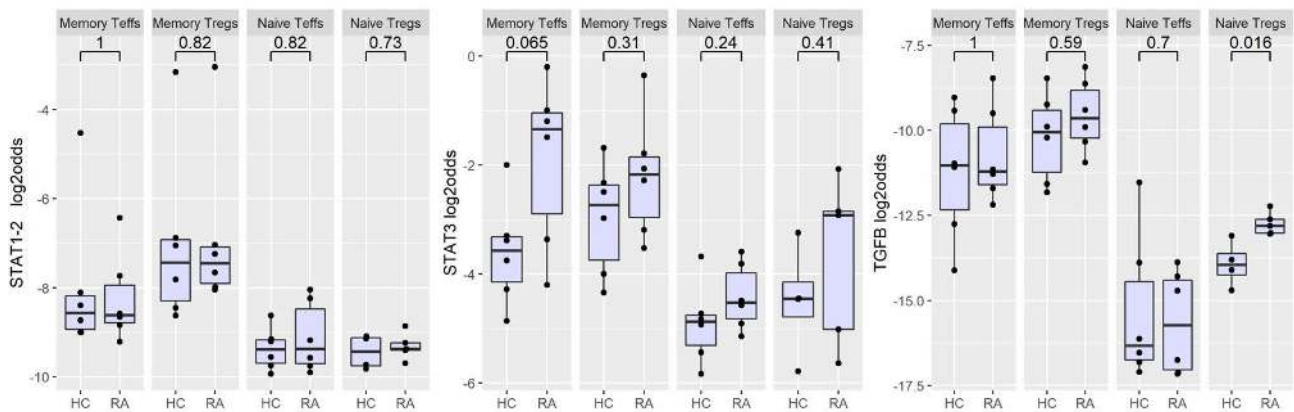 Memory Teffs Memory Tregs Naive Teffs Naive Tregs
1 0.82 0.82 0.73
-4
-6
-8
-10
STAT1-2 log2odds
HC RA HC RA HC RA HC RA
Memory Teffs Memory Tregs Naive Teffs Naive Tregs
0.065 0.31 0.24 0.41
0
-2
-4
-6
STAT3 log2odds
HC RA HC RA HC RA HC RA
Memory Teffs Memory Tregs Naive Teffs Naive Tregs
1 0.59 0.7 0.016
-7.5
-10.0
-12.5
-15.0
-17.5
TGFB log2odds
HC RA HC RA HC RA HC RA